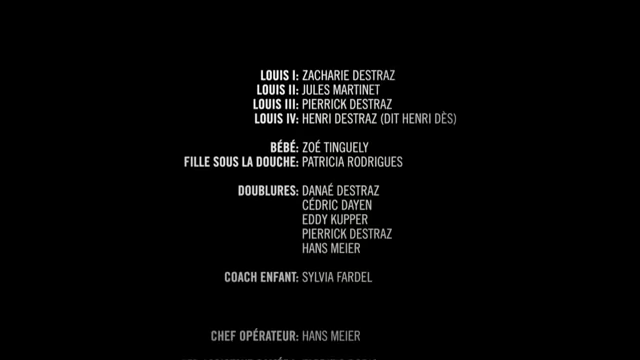 LOUIS I: ZACHARIE DESTRAZ
LOUIS II: JULES MARTINET
LOUIS III: PIERRICK DESTRAZ
LOUIS IV: HENRI DESTRAZ (DIT HENRI DÈS)
BÉBÉ: ZOÉ TINGUELY
FILLE SOUS LA DOUCHE: PATRICIA RODRIGUES
DOUBLURES: DANAÉ DESTRAZ
CÉDRIC DAYEN
EDDY KUPPER
PIERRICK DESTRAZ
HANS MEIER
COACH ENFANT: SYLVIA FARDEL
CHEF OPÉRATEUR: HANS MEIER